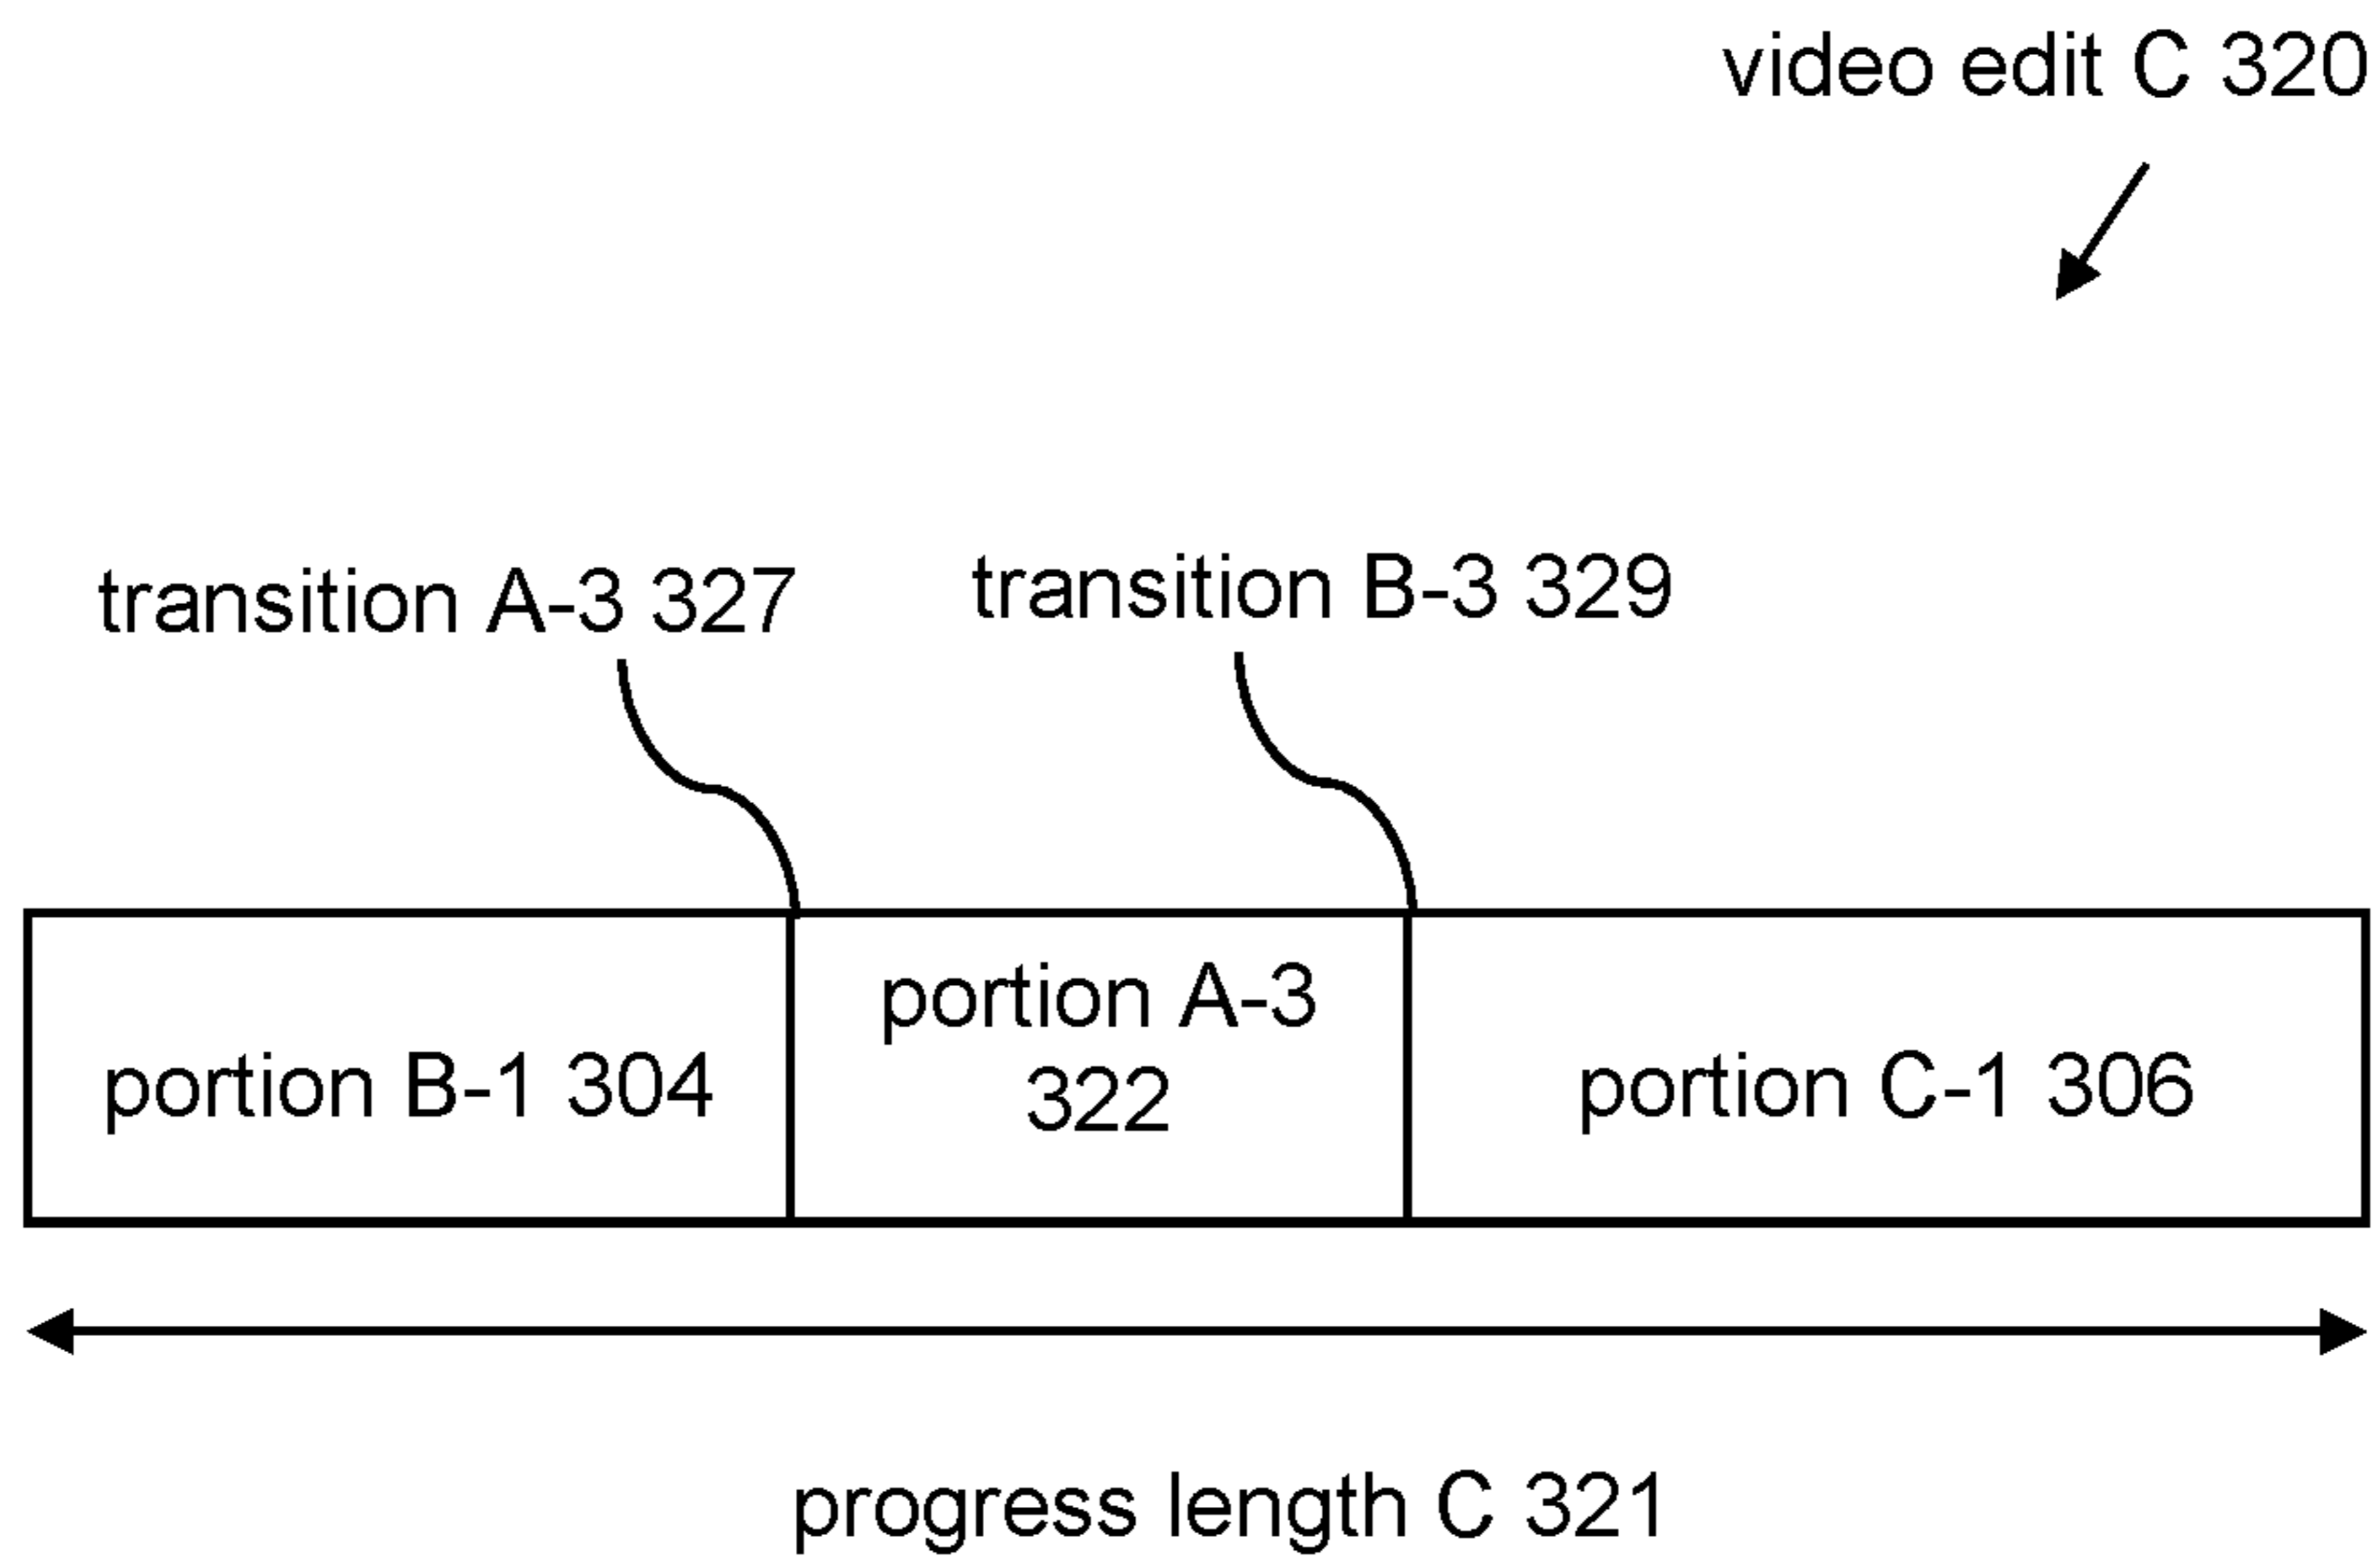 video edit C 320
transition A-3 327
transition B-3 329
portion B-1 304
portion A-3
322
portion C-1 306
progress length C 321